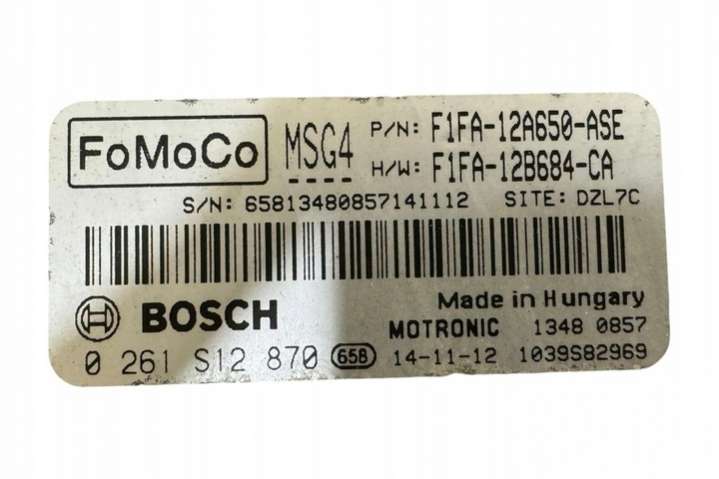 FoMoCo MSG4 P/N: F1FA-12A650-ASE
H/W: F1FA-12B684-CA
S/N: 65813480857141112 SITE: DZL7C
BOSCH Made in Hungary
MOTRONIC 1348 0857
0 261 S12 870 658 14-11-12 1039S82969